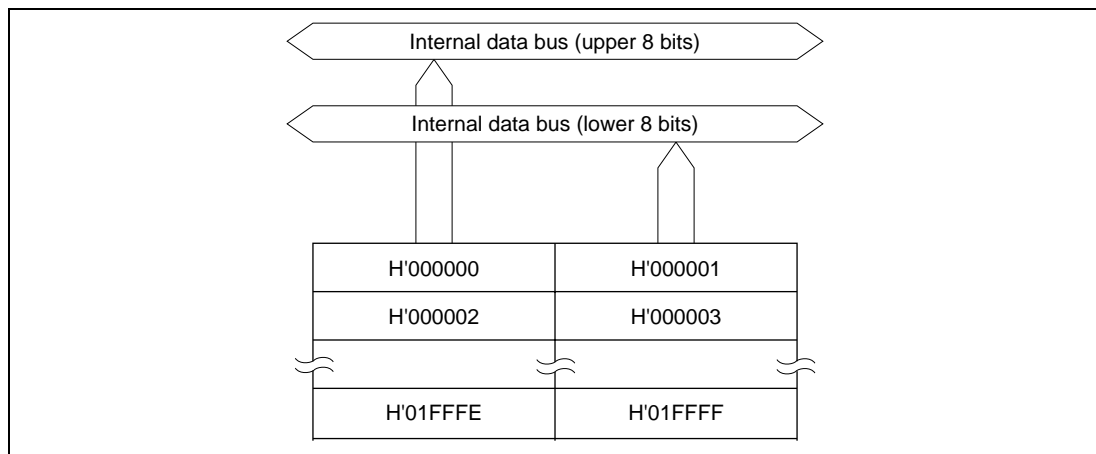 Internal data bus (upper 8 bits)
Internal data bus (lower 8 bits)
H'000000 H'000001
H'000002 H'000003
H'01FFFE H'01FFFF